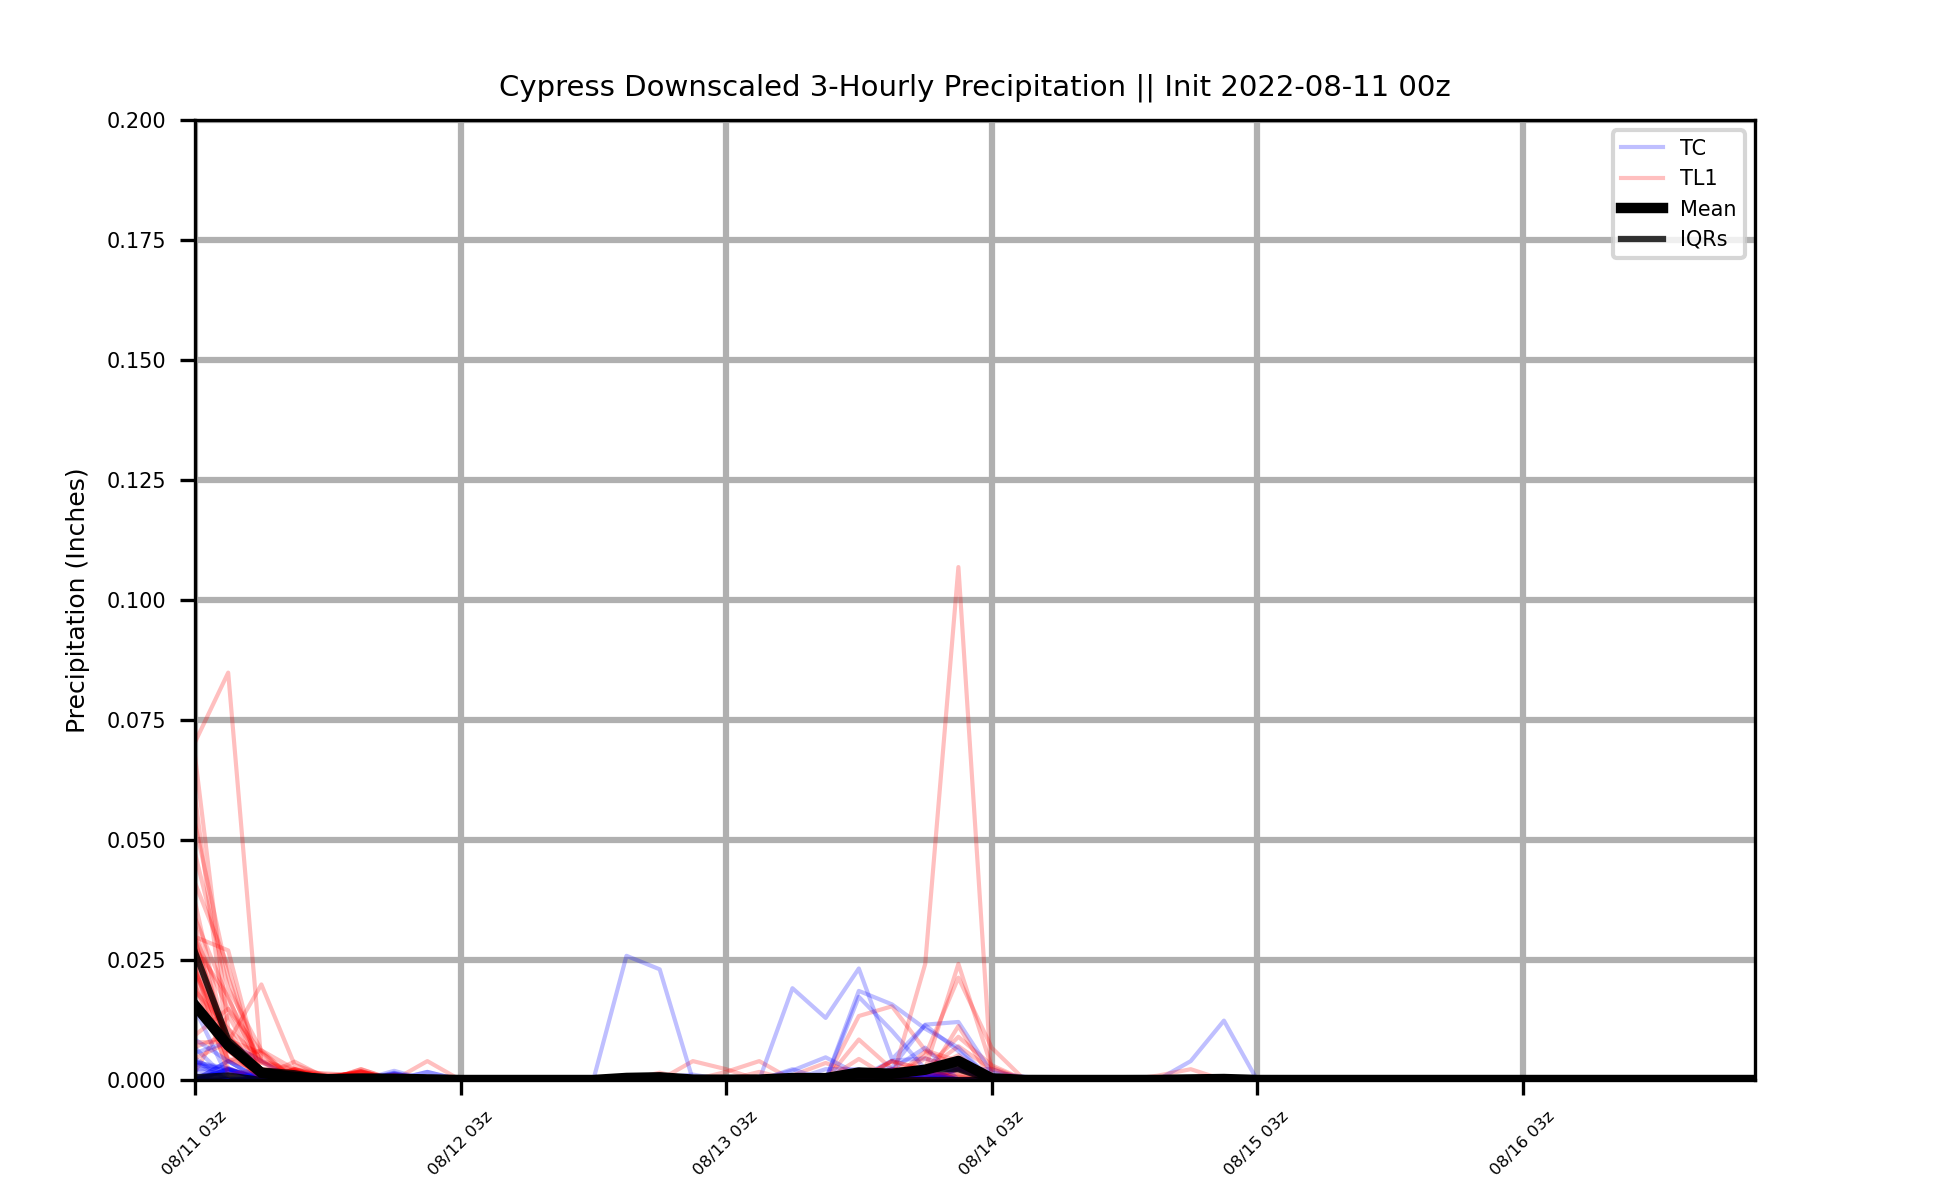 Cypress Downscaled 3-Hourly Precipitation || Init 2022-08-11 00z
0.200
0.175
0.150
0.125
0.100
0.075
0.050
0.025
0.000
Precipitation (Inches)
TC
TL1
Mean
IQRs
08/11 03z
08/12 03z
08/13 03z
08/14 03z
08/15 03z
08/16 03z